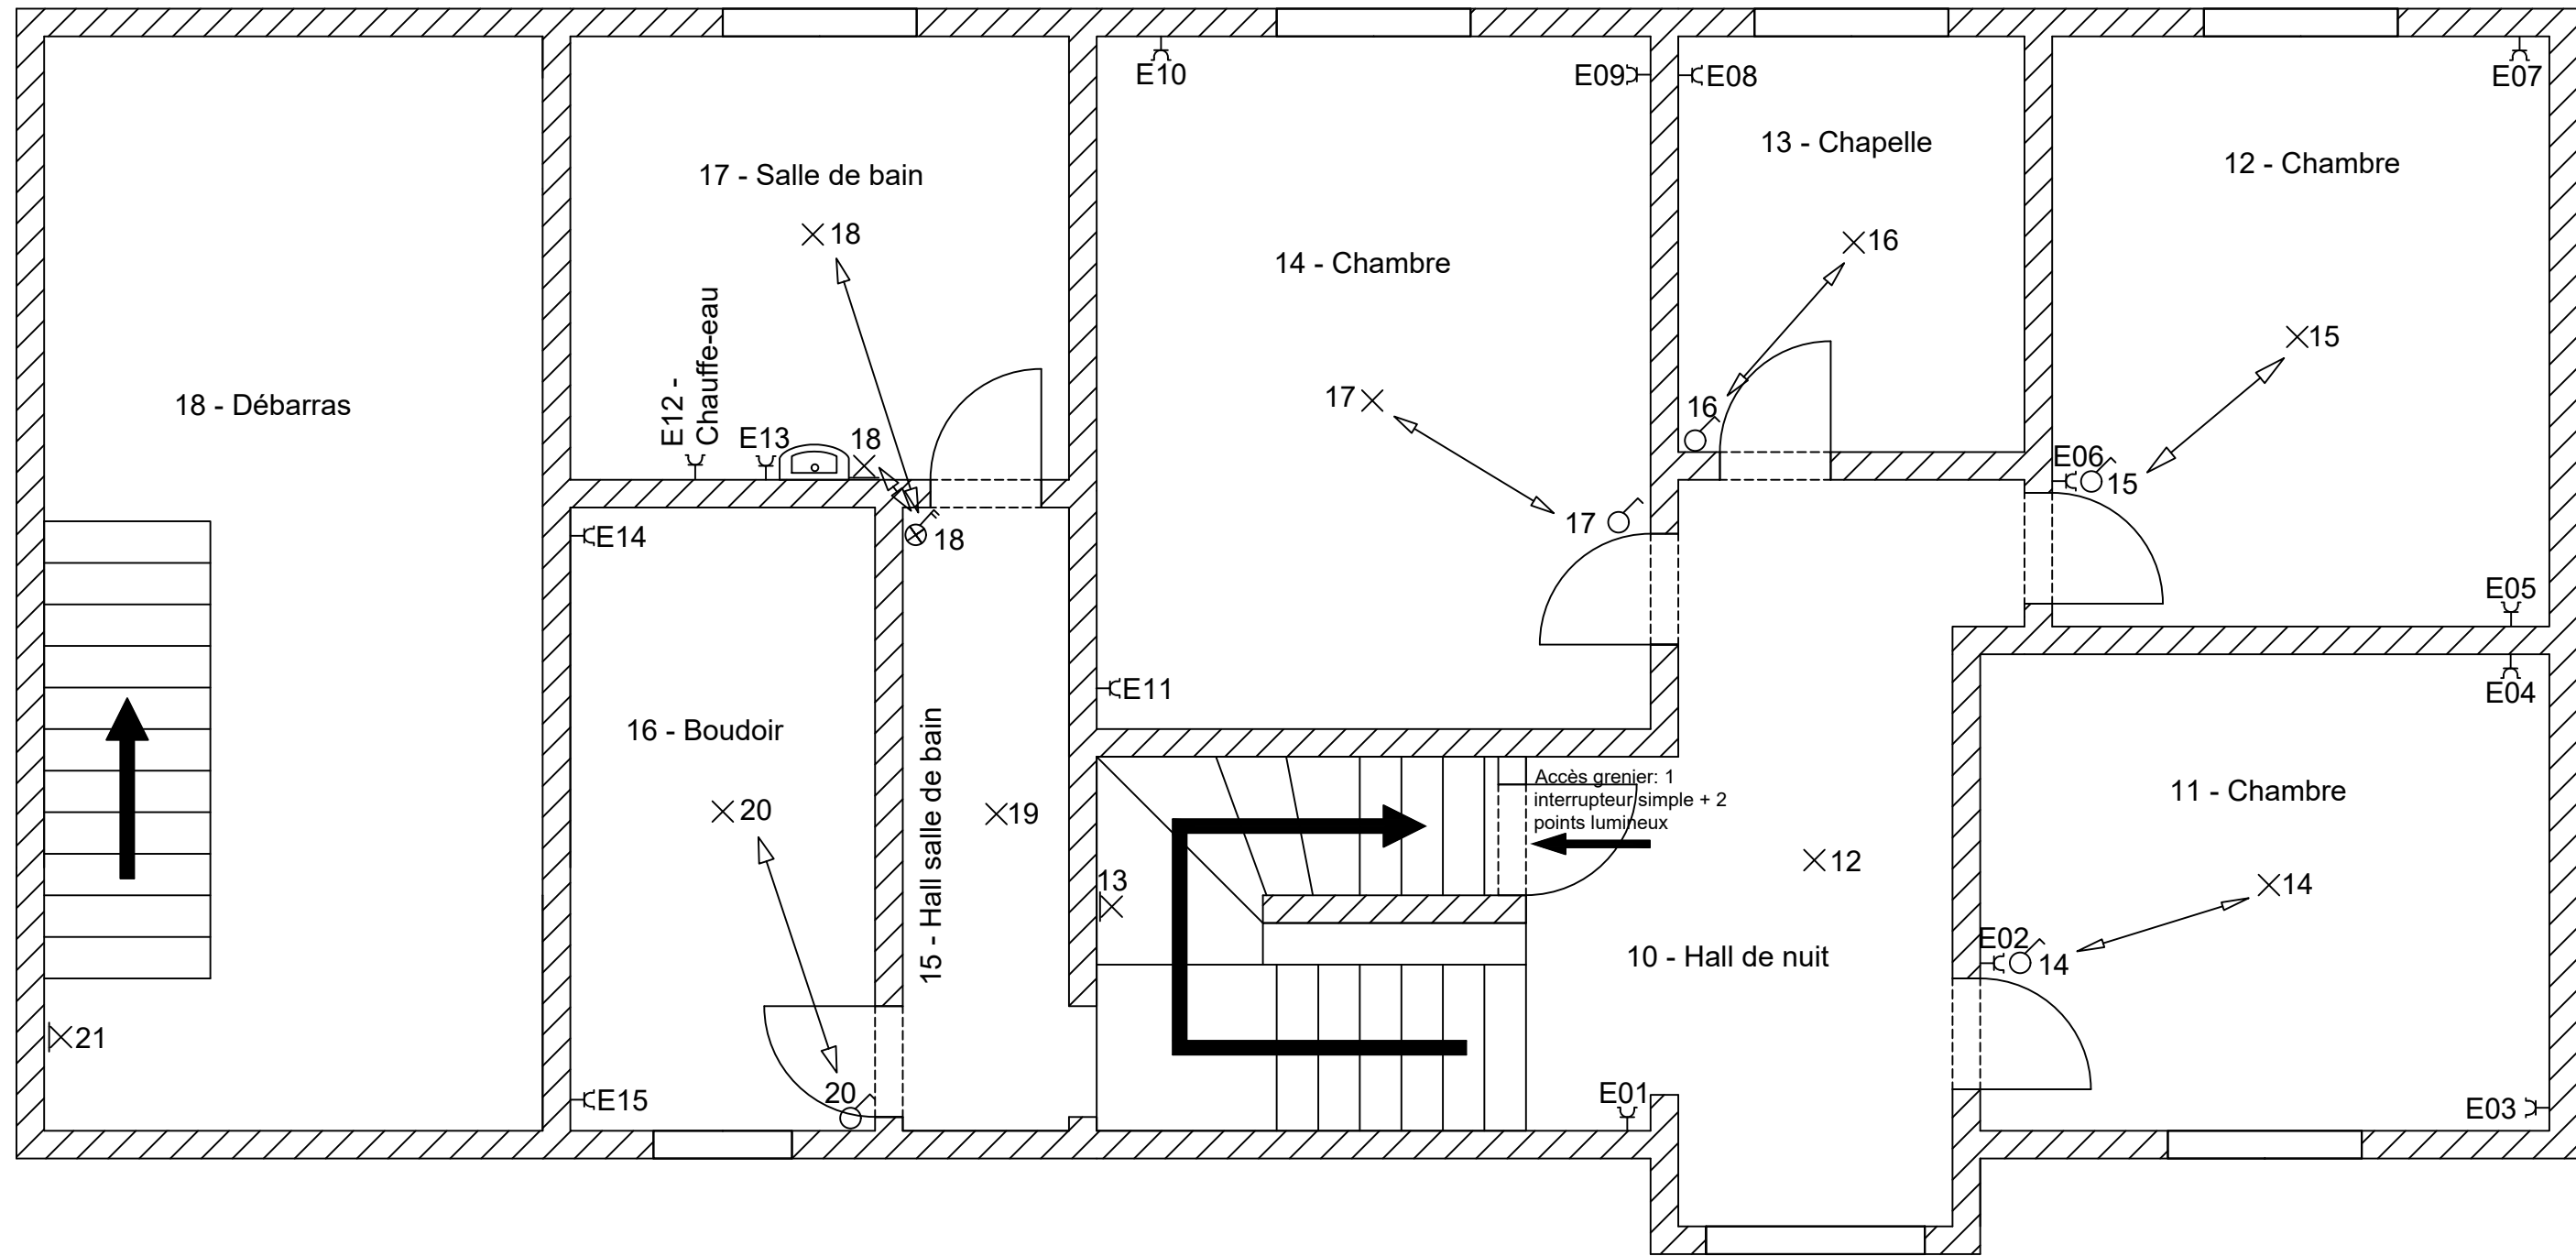 E10
E09
E08
E07
13 - Chapelle
12 - Chambre
17 - Salle de bain
18
16
14 - Chambre
15
17
18 - Débarras
E12 -
Chauffe-eau
E13
18
16
E06
15
17
18
E14
E05
E11
E04
16 - Boudoir
15 - Hall salle de bain
Accès grenier: 1
interrupteur simple + 2
points lumineux
11 - Chambre
20
19
12
13
14
E02
14
10 - Hall de nuit
21
20
E15
E01
E03